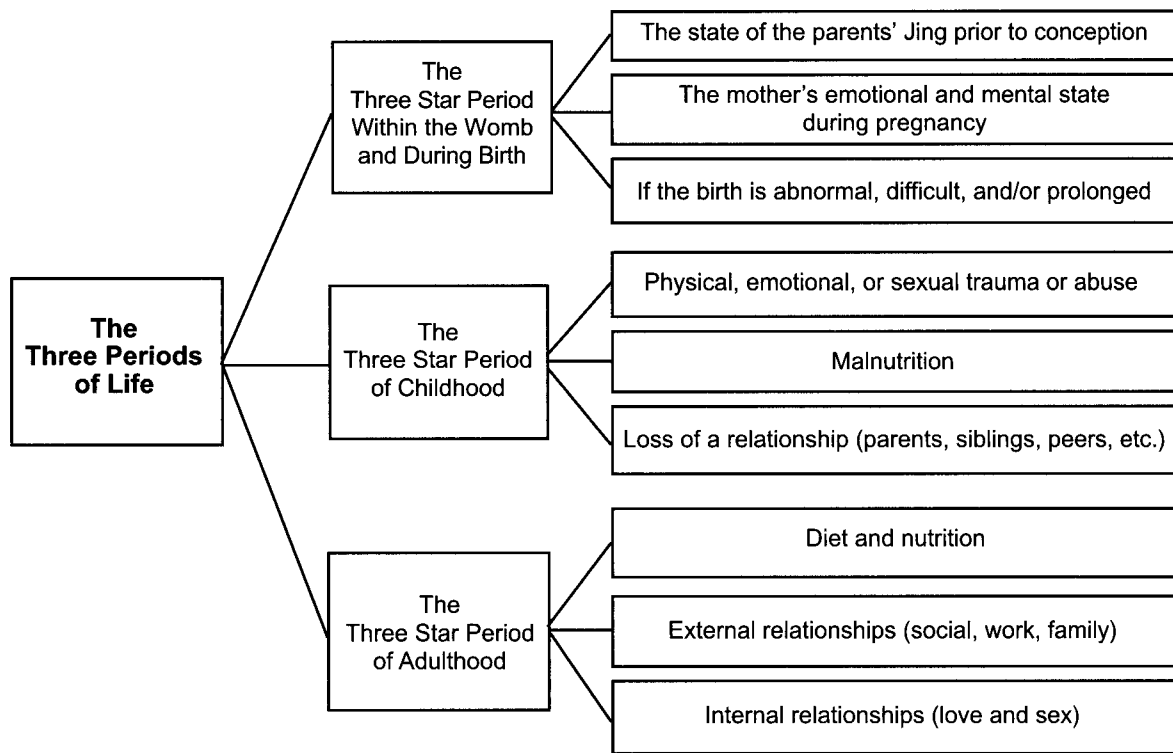 The
Three Periods
of Life
The
Three Star Period
Within the Womb
and During Birth
The state of the parents' Jing prior to conception
The mother's emotional and mental state
during pregnancy
If the birth is abnormal, difficult, and/or prolonged
The
Three Star Period
of Childhood
Physical, emotional, or sexual trauma or abuse
Malnutrition
Loss of a relationship (parents, siblings, peers, etc.)
The
Three Star Period
of Adulthood
Diet and nutrition
External relationships (social, work, family)
Internal relationships (love and sex)